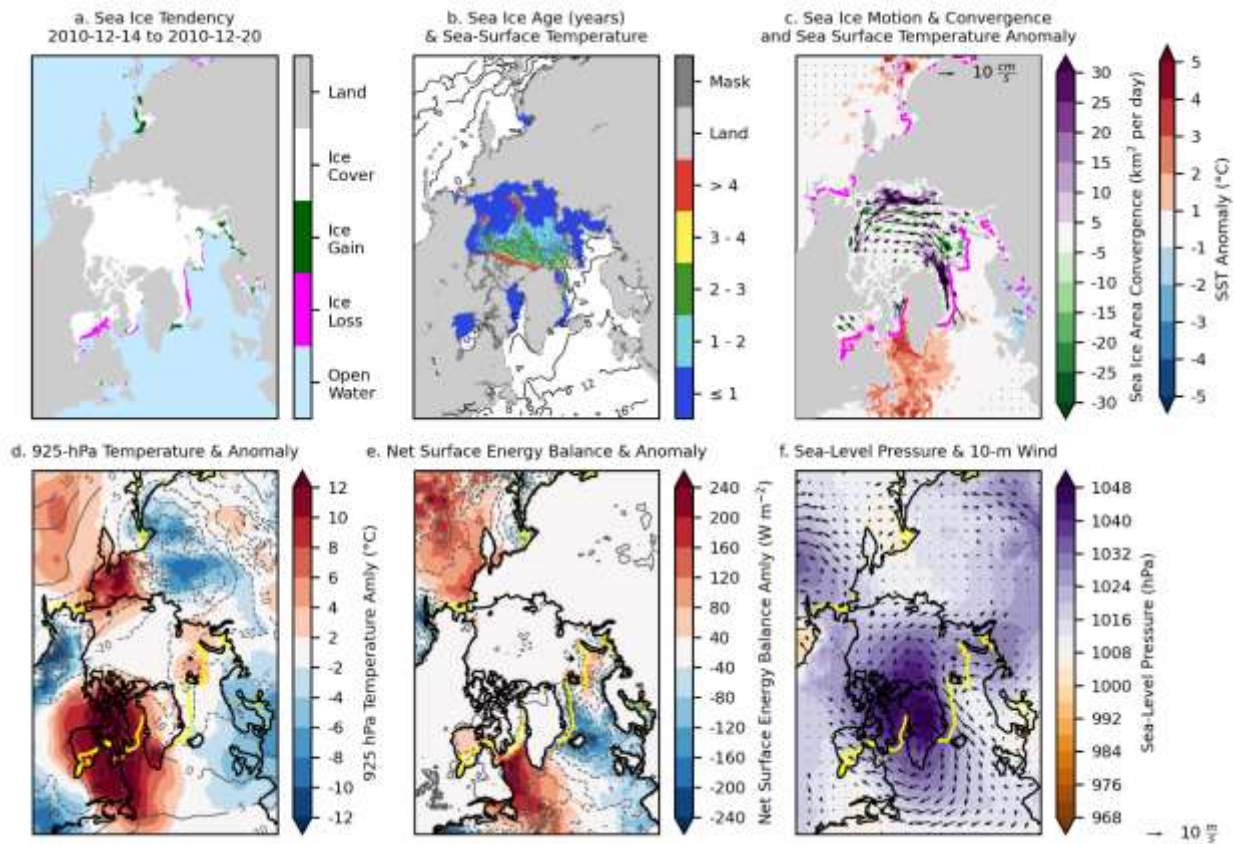 a. Sea Ice Tendency
2010-12-14 to 2010-12-20
Land
Ice
Cover
Ice
Gain
Ice
Loss
Open
Water
b. Sea Ice Age (years)
& Sea-Surface Temperature
Mask
Land
> 4
3 - 4
2 - 3
1 - 2
≤ 1
c. Sea Ice Motion & Convergence
and Sea Surface Temperature Anomaly
10 cm/s
30
25
20
15
10
5
-5
-10
-15
-20
-25
-30
Sea Ice Area Convergence (km² per day)
5
4
3
2
1
-1
-2
-3
-4
-5
SST Anomaly (°C)
d. 925-hPa Temperature & Anomaly
12
10
8
6
4
2
-2
-4
-6
-8
-10
-12
925 hPa Temperature Amly (°C)
e. Net Surface Energy Balance & Anomaly
240
200
160
120
80
40
-40
-80
-120
-160
-200
-240
Net Surface Energy Balance Amly (W m⁻²)
f. Sea-Level Pressure & 10-m Wind
1048
1040
1032
1024
1016
1008
1000
992
984
976
968
Sea-Level Pressure (hPa)
10 m/s